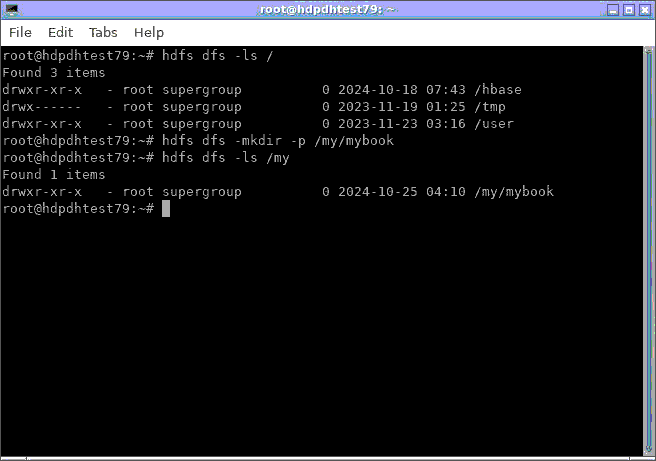 root@hdpdhtest79: ~
File Edit Tabs Help
root@hdpdhtest79:~# hdfs dfs -ls /
Found 3 items
drwxr-xr-x   - root supergroup          0 2024-10-18 07:43 /hbase
drwx------   - root supergroup          0 2023-11-19 01:25 /tmp
drwxr-xr-x   - root supergroup          0 2023-11-23 03:16 /user
root@hdpdhtest79:~# hdfs dfs -mkdir -p /my/mybook
root@hdpdhtest79:~# hdfs dfs -ls /my
Found 1 items
drwxr-xr-x   - root supergroup          0 2024-10-25 04:10 /my/mybook
root@hdpdhtest79:~#